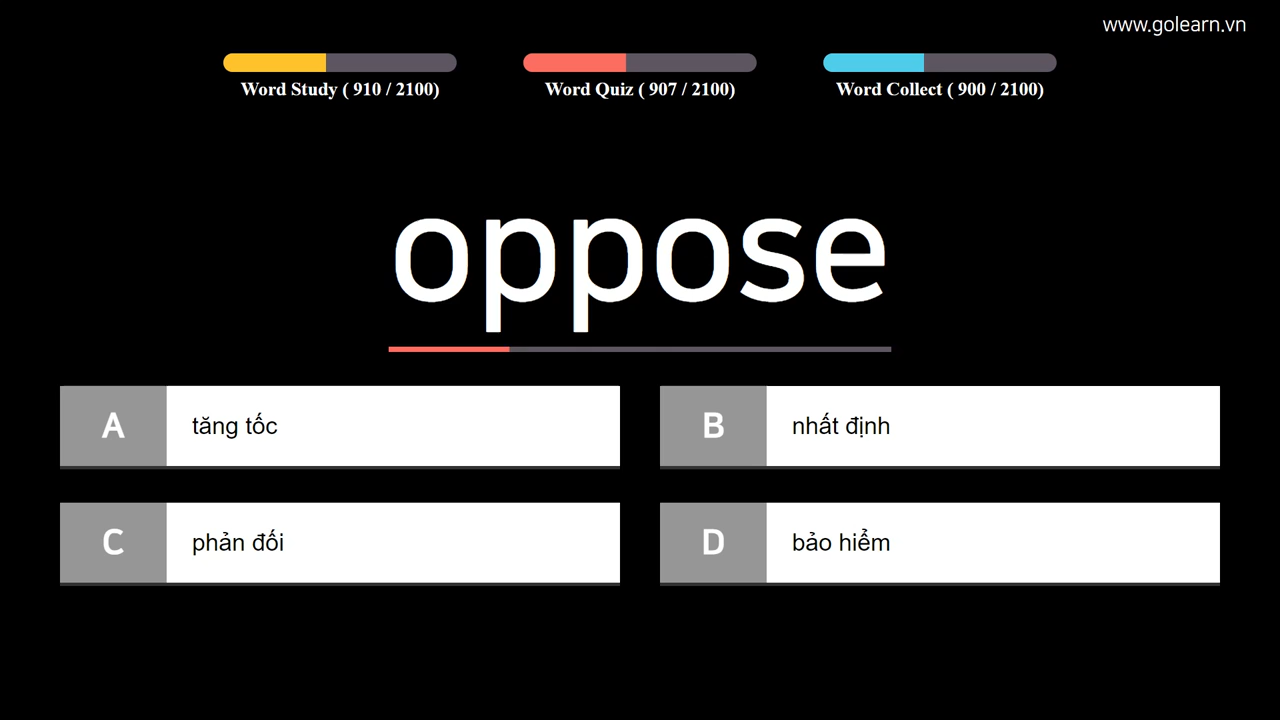 www.golearn.vn
Word Study ( 910 / 2100)
Word Quiz ( 907 / 2100)
Word Collect ( 900 / 2100)
oppose
A tăng tốc
B nhất định
C phản đối
D bảo hiểm